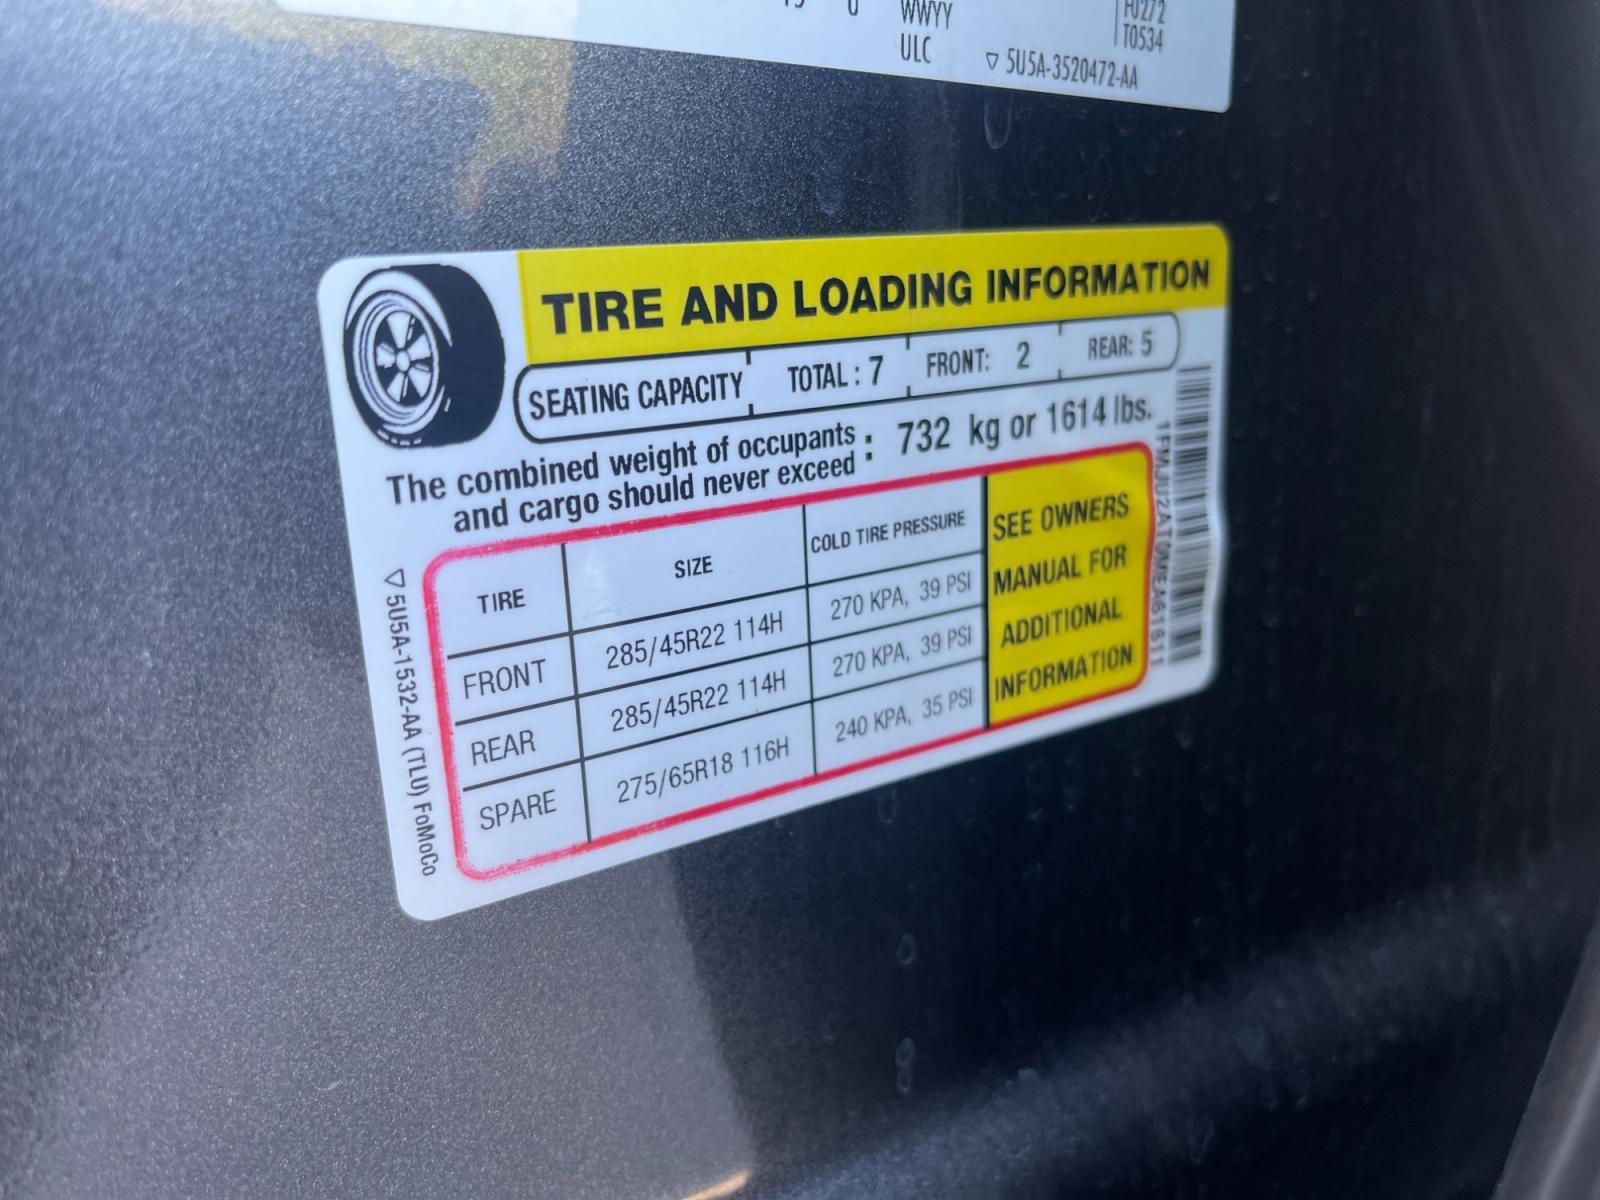 WWYY
ULC
T0534
▽ 5U5A-3520472-AA
TIRE AND LOADING INFORMATION
SEATING CAPACITY TOTAL : 7 FRONT: 2 REAR: 5
The combined weight of occupants and cargo should never exceed : 732 kg or 1614 lbs.
TIRE SIZE COLD TIRE PRESSURE
FRONT 285/45R22 114H 270 KPA, 39 PSI
REAR 285/45R22 114H 270 KPA, 39 PSI
SPARE 275/65R18 116H 240 KPA, 35 PSI
SEE OWNERS
MANUAL FOR
ADDITIONAL
INFORMATION
▽ 5U5A-1532-AA (TLU) FoMoCo